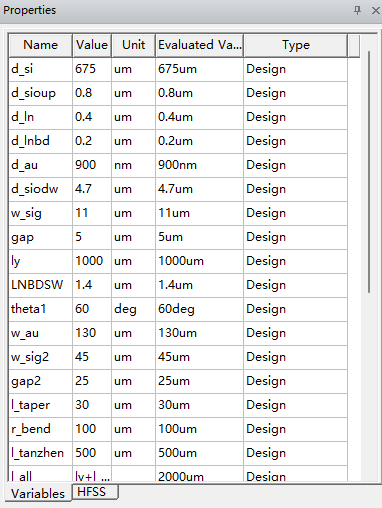 Properties
Name Value Unit Evaluated Va... Type
d_si 675 um 675um Design
d_sioup 0.8 um 0.8um Design
d_ln 0.4 um 0.4um Design
d_lnbd 0.2 um 0.2um Design
d_au 900 nm 900nm Design
d_siodw 4.7 um 4.7um Design
w_sig 11 um 11um Design
gap 5 um 5um Design
ly 1000 um 1000um Design
LNBDSW 1.4 um 1.4um Design
theta1 60 deg 60deg Design
w_au 130 um 130um Design
w_sig2 45 um 45um Design
gap2 25 um 25um Design
l_taper 30 um 30um Design
r_bend 100 um 100um Design
l_tanzhen 500 um 500um Design
l_all ly+l_... 2000um Design
Variables HFSS